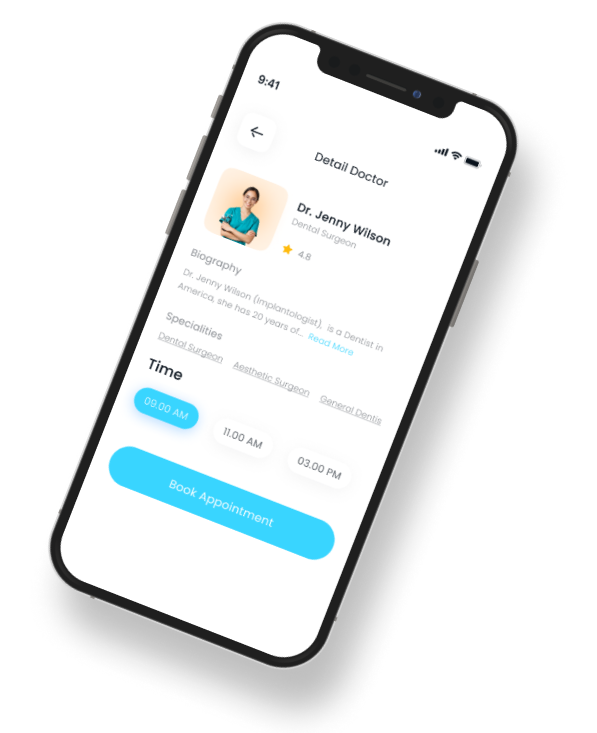 9:41
Detail Doctor
Dr. Jenny Wilson
Dental Surgeon
4.8
Biography
Dr. Jenny Wilson (Implantologist), is a Dentist in
America, she has 20 years of... Read More
Specialities
Dental Surgeon Aesthetic Surgeon General Dentis
Time
09.00 AM 11.00 AM 03.00 PM
Book Appointment